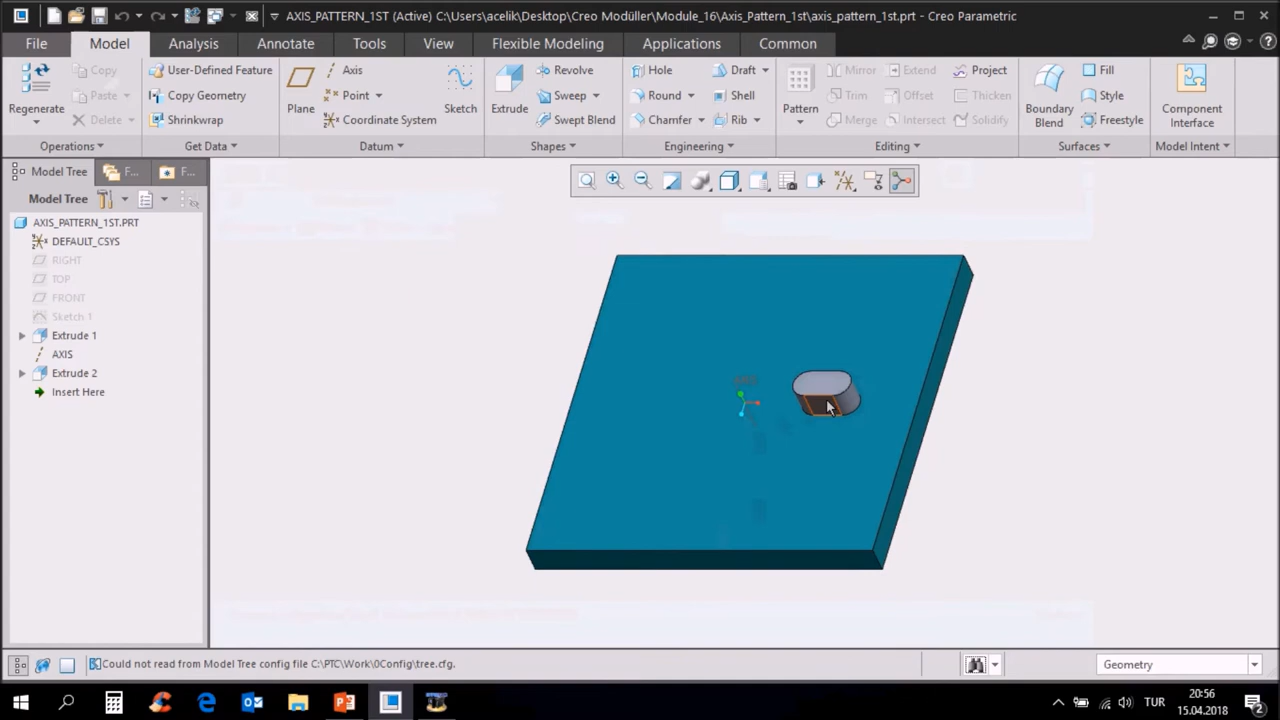 AXIS_PATTERN_1ST (Active) C:\Users\acelik\Desktop\Creo Modüller\Module_16\Axis_Pattern_1st\axis_pattern_1st.prt - Creo Parametric
File Model Analysis Annotate Tools View Flexible Modeling Applications Common
Copy User-Defined Feature Axis Revolve Hole Draft Mirror Extend Project Fill
Regenerate Paste Copy Geometry Plane Point Sketch Extrude Sweep Round Shell Pattern Trim Offset Thicken Boundary Blend Style Component Interface
Delete Shrinkwrap Coordinate System Swept Blend Chamfer Rib Merge Intersect Solidify Freestyle
Operations Get Data Datum Shapes Engineering Editing Surfaces Model Intent
Model Tree F... F...
Model Tree
AXIS_PATTERN_1ST.PRT
DEFAULT_CSYS
RIGHT
TOP
FRONT
Sketch 1
Extrude 1
AXIS
Extrude 2
Insert Here
Could not read from Model Tree config file C:\PTC\Work\0Config\tree.cfg.
Geometry
TUR
20:56
15.04.2018
2